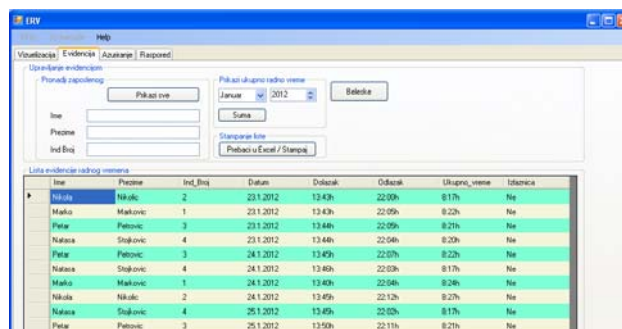 ERV
Help
Vizuelizacija Evidencija Azuriranje Raspored
Upravljanje evidencijom
Pronadji zaposlenog
Prikazi ove
Ime
Prezime
Ind Broj
Prikazi ukupno radno vreme
Januar 2012
Suma
Beleske
Stampanje liste
Prebaci u Excel / Stampaj
Lista evidencije radnog vremena
Ime Prezime Ind_Broj Datum Dolazak Odlazak Ukupno_vreme Izlaznica
Nikola Nikolic 2 23.1.2012 13:43h 22:00h 8:17h Ne
Marko Markovic 1 23.1.2012 13:43h 22:05h 8:22h Ne
Petar Petrovic 3 23.1.2012 13:44h 22:05h 8:21h Ne
Natasa Stojkovic 4 23.1.2012 13:44h 22:04h 8:20h Ne
Petar Petrovic 3 24.1.2012 13:45h 22:07h 8:22h Ne
Natasa Stojkovic 4 24.1.2012 13:46h 22:03h 8:17h Ne
Marko Markovic 1 24.1.2012 13:40h 22:04h 8:24h Ne
Nikola Nikolic 2 24.1.2012 13:45h 22:12h 8:27h Ne
Natasa Stojkovic 4 25.1.2012 13:45h 22:02h 8:17h Ne
Petar Petrovic 3 25.1.2012 13:50h 22:11h 8:21h Ne